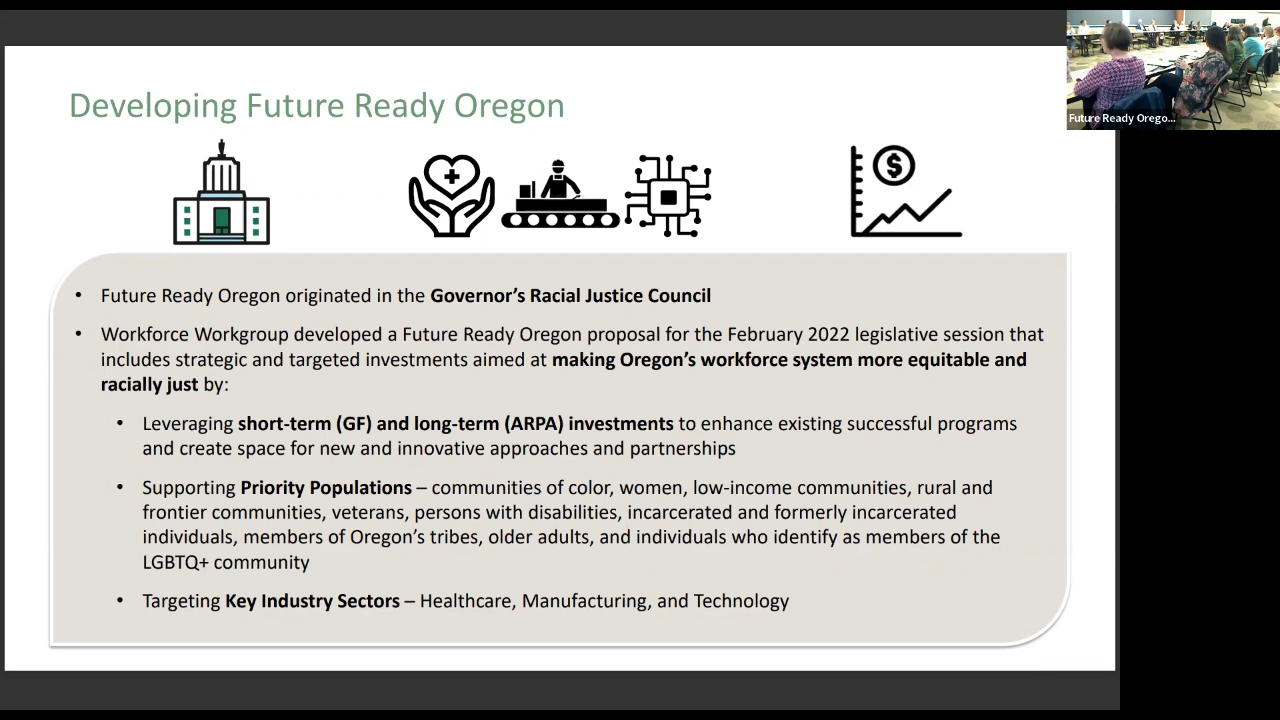 Developing Future Ready Oregon
$
Future Ready Orego...
• Future Ready Oregon originated in the Governor’s Racial Justice Council
• Workforce Workgroup developed a Future Ready Oregon proposal for the February 2022 legislative session that
includes strategic and targeted investments aimed at making Oregon’s workforce system more equitable and
racially just by:
• Leveraging short-term (GF) and long-term (ARPA) investments to enhance existing successful programs
and create space for new and innovative approaches and partnerships
• Supporting Priority Populations – communities of color, women, low-income communities, rural and
frontier communities, veterans, persons with disabilities, incarcerated and formerly incarcerated
individuals, members of Oregon’s tribes, older adults, and individuals who identify as members of the
LGBTQ+ community
• Targeting Key Industry Sectors – Healthcare, Manufacturing, and Technology